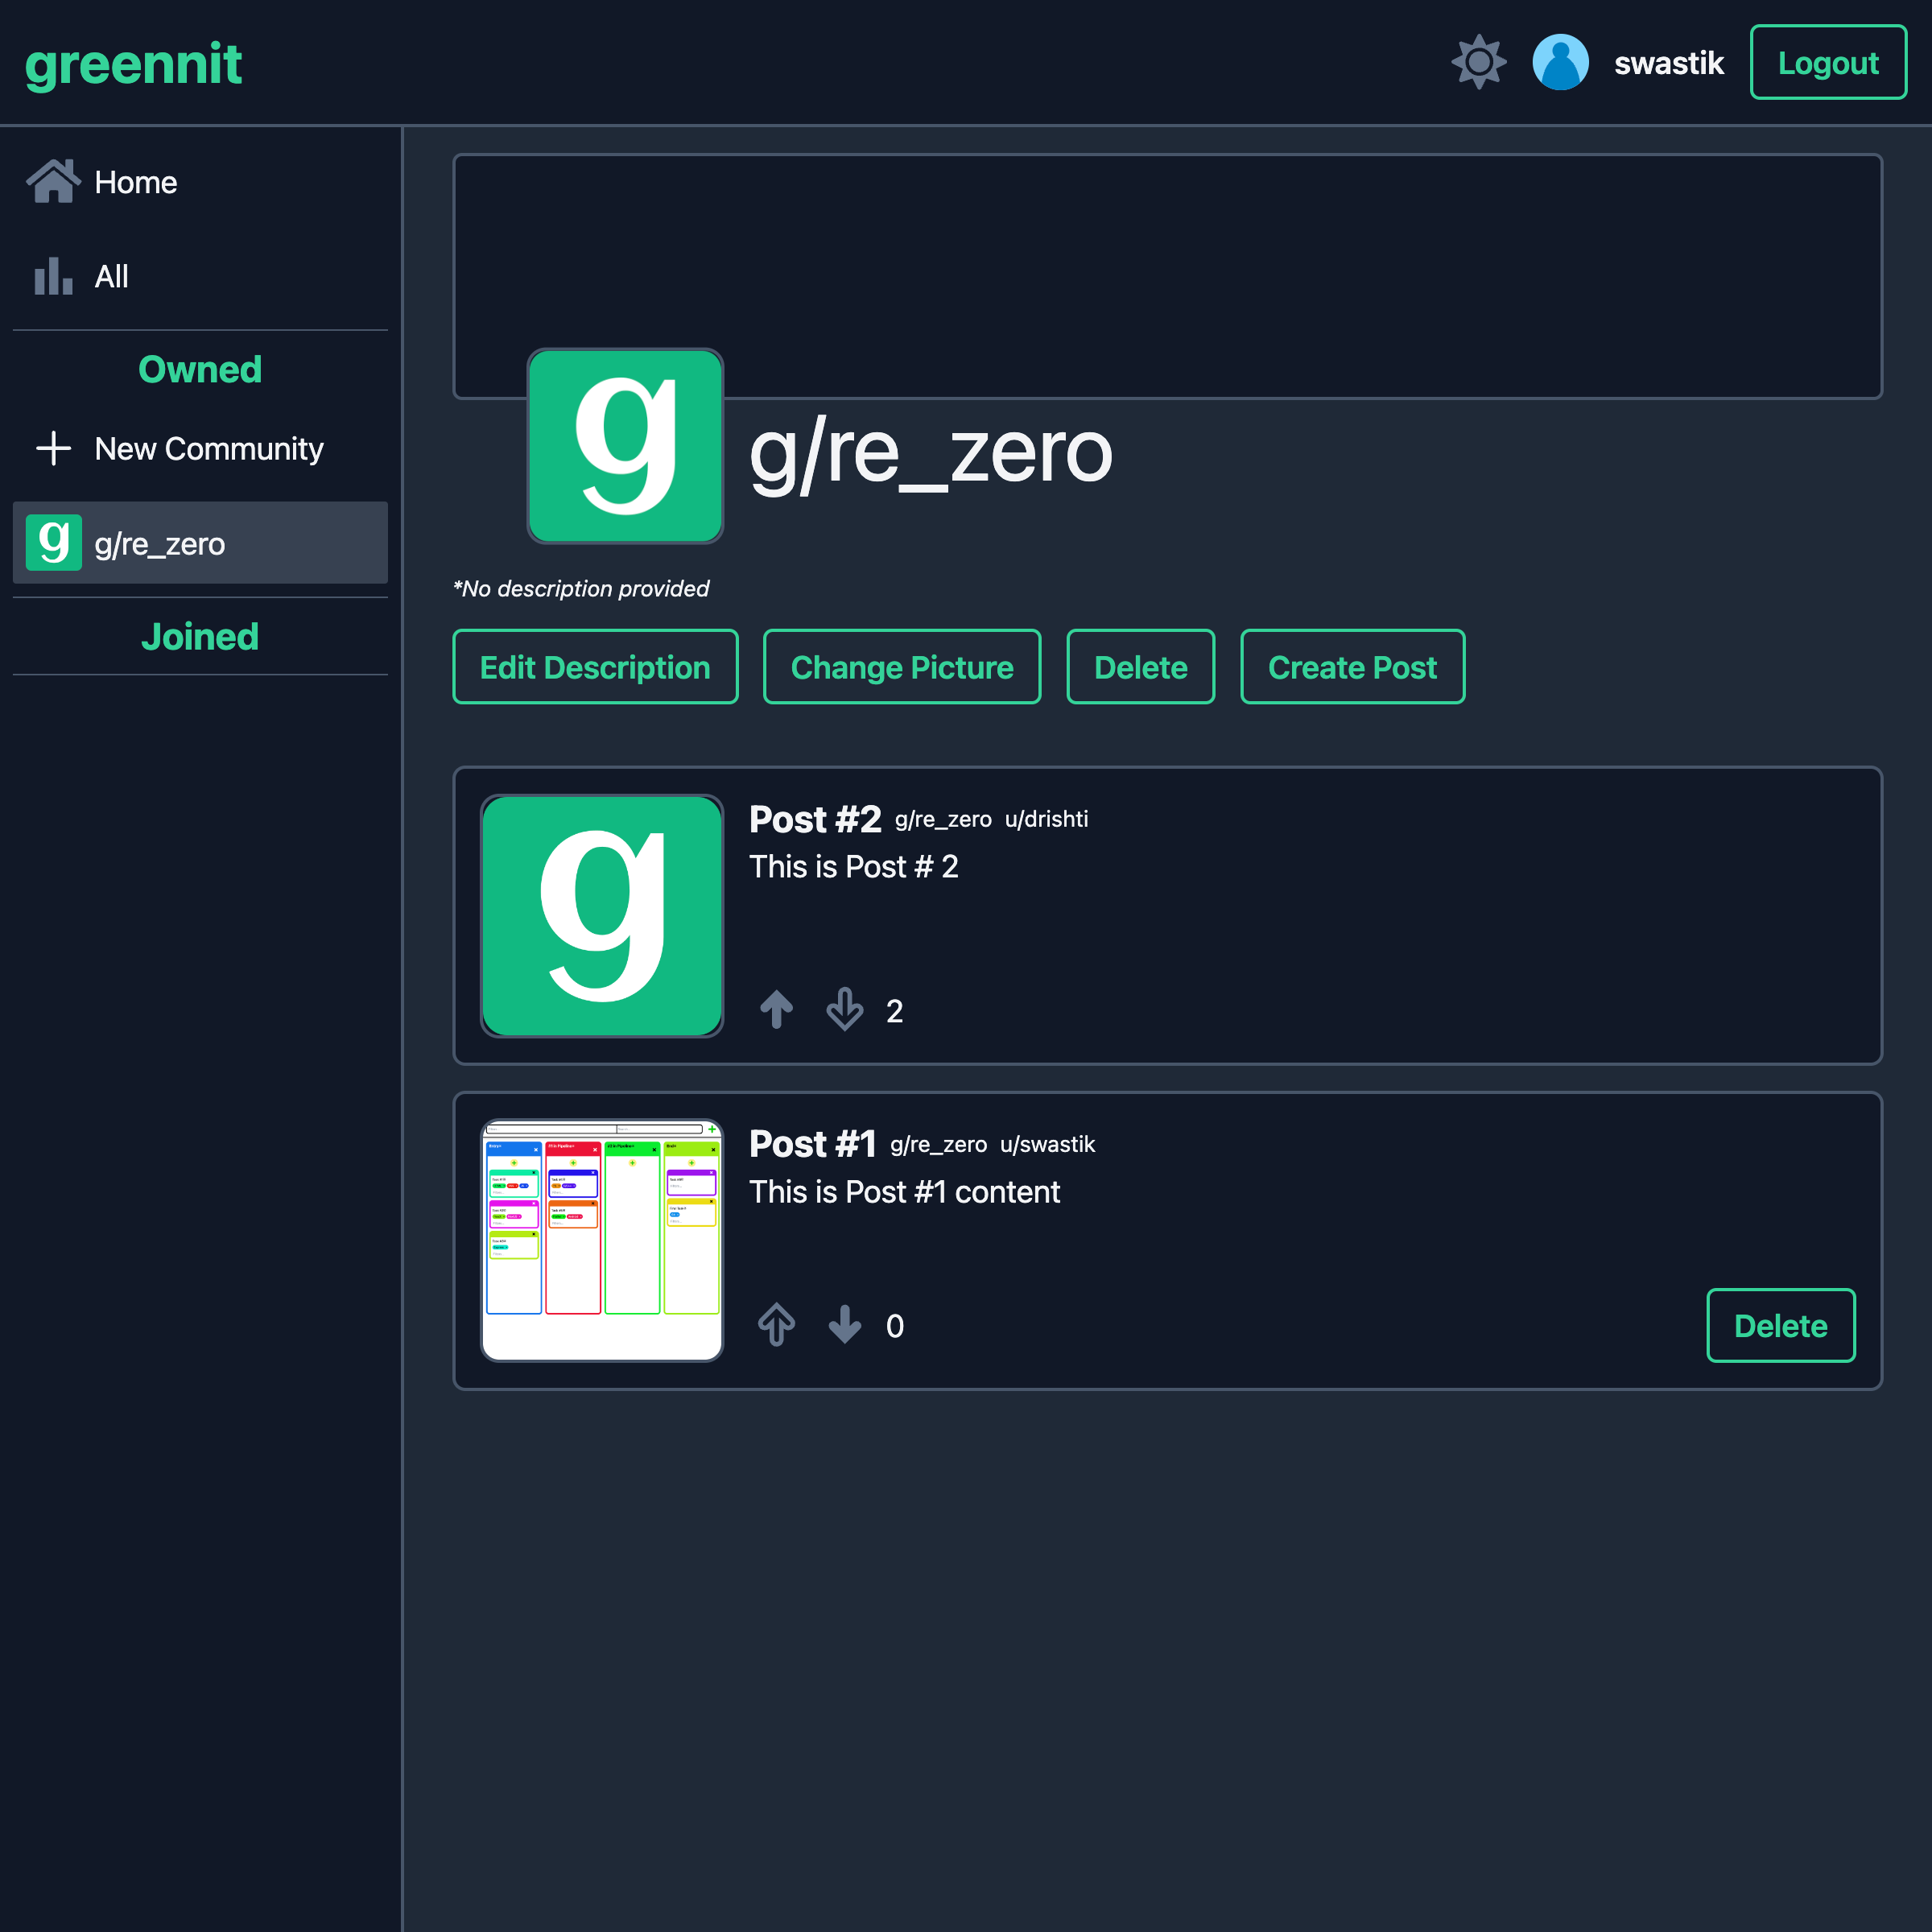 greennit
swastik
Logout
Home
All
Owned
New Community
g
g/re_zero
Joined
g
g/re_zero
*No description provided
Edit Description
Change Picture
Delete
Create Post
g
Post #2 g/re_zero u/drishti
This is Post # 2
2
Post #1 g/re_zero u/swastik
This is Post #1 content
0
Delete